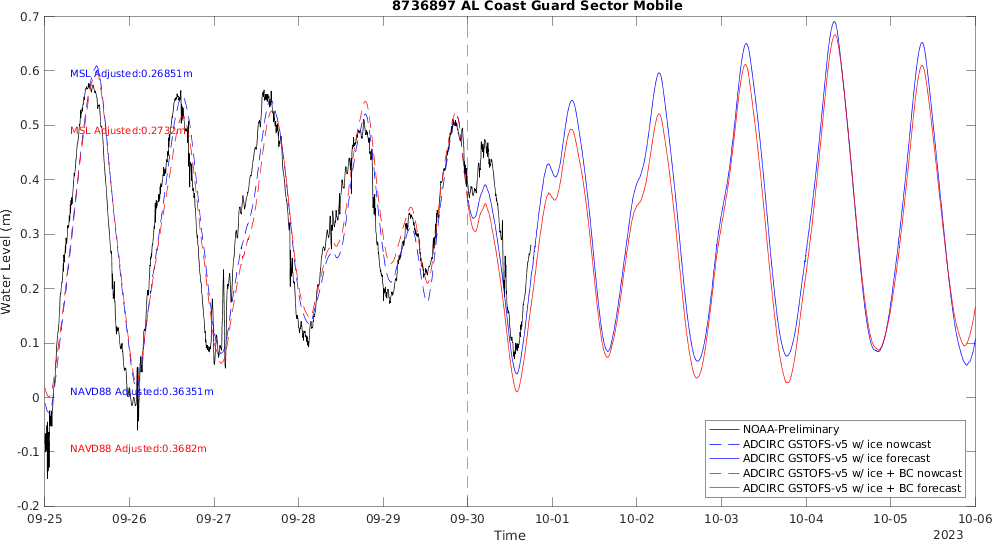 8736897 AL Coast Guard Sector Mobile
0.7
0.6
0.5
0.4
0.3
0.2
0.1
0
-0.1
-0.2
Water Level (m)
MSL Adjusted:0.26851m
MSL Adjusted:0.2732m
NAVD88 Adjusted:0.36351m
NAVD88 Adjusted:0.3682m
NOAA-Preliminary
ADCIRC GSTOFS-v5 w/ ice nowcast
ADCIRC GSTOFS-v5 w/ ice forecast
ADCIRC GSTOFS-v5 w/ ice + BC nowcast
ADCIRC GSTOFS-v5 w/ ice + BC forecast
09-25 09-26 09-27 09-28 09-29 09-30 10-01 10-02 10-03 10-04 10-05 10-06
Time
2023